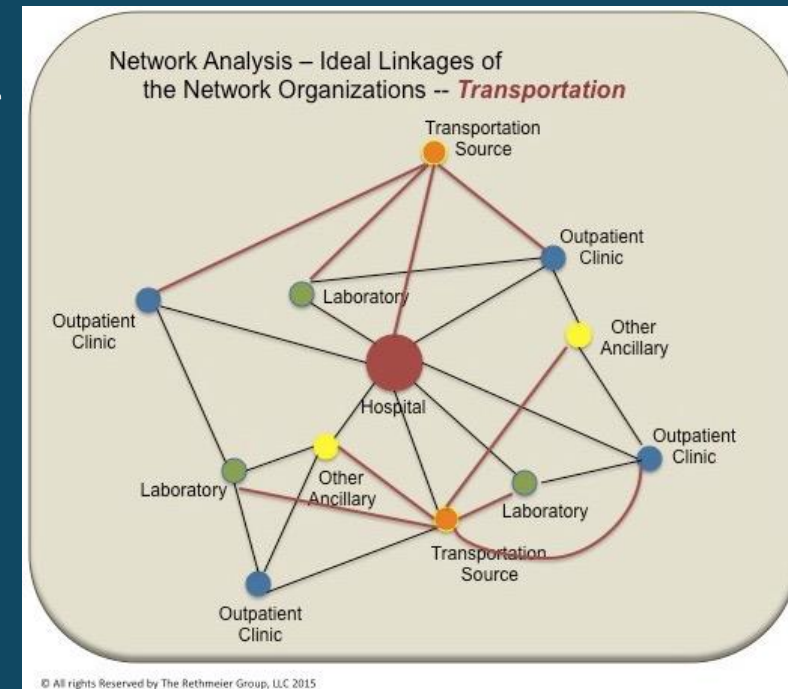 Network Analysis – Ideal Linkages of
the Network Organizations -- Transportation
Transportation
Source
Outpatient
Clinic
Laboratory
Other
Ancillary
Outpatient
Clinic
Hospital
Outpatient
Clinic
Other
Ancillary
Laboratory
Laboratory
Transportation
Source
Outpatient
Clinic
© All rights Reserved by The Rethmeier Group, LLC 2015